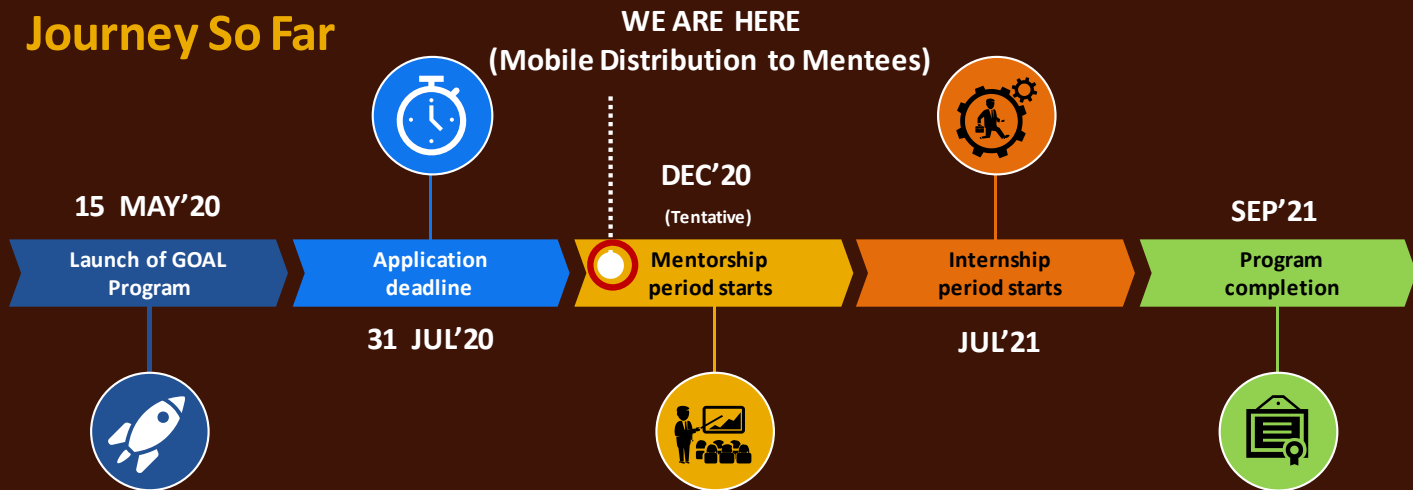 Journey So Far
WE ARE HERE
(Mobile Distribution to Mentees)
15 MAY'20
DEC'20
(Tentative)
SEP'21
Launch of GOAL
Program
Application
deadline
Mentorship
period starts
Internship
period starts
Program
completion
31 JUL'20
JUL'21